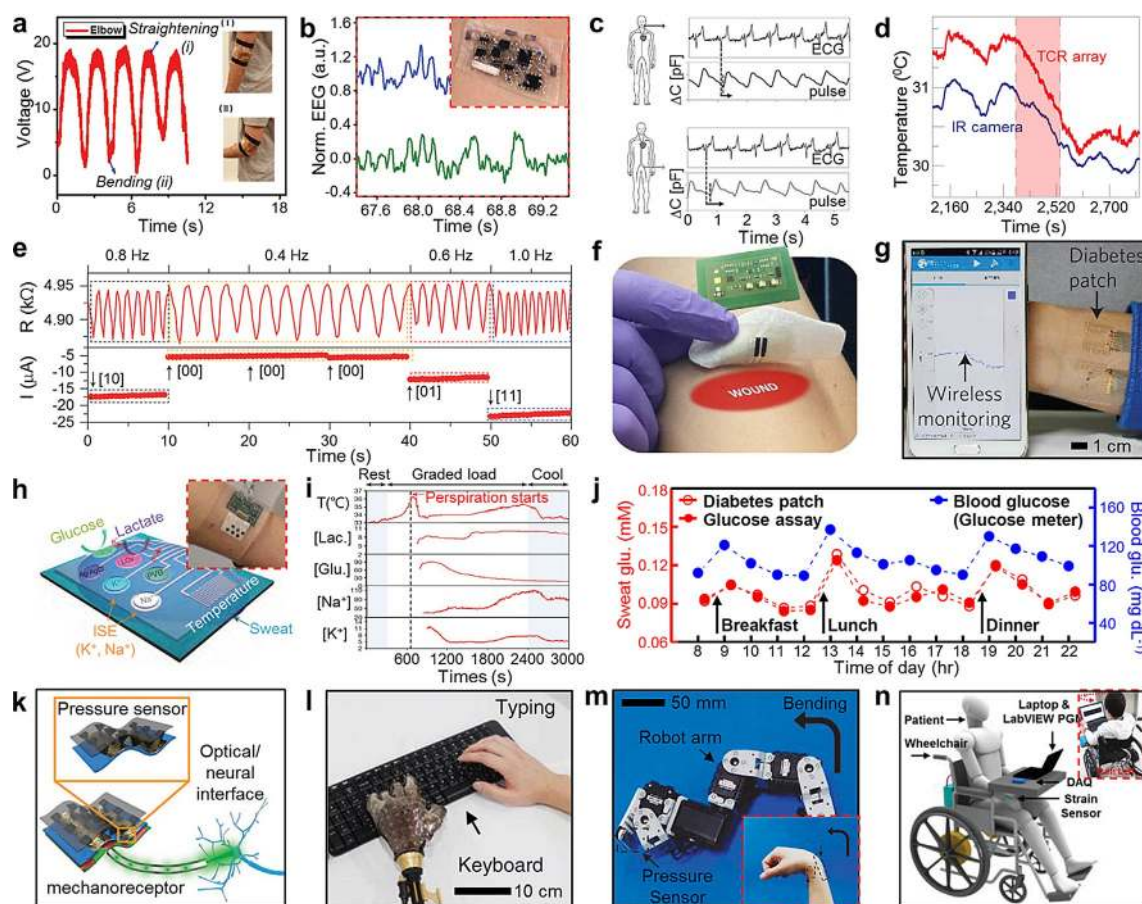 a
Elbow
Straightening
(i)
Bending (ii)
(I)
(II)
Voltage (V)
20
15
10
5
0
0 6 12 18
Time (s)
b
Norm. EEG (a.u.)
1.6
1.2
0.8
0.4
0.0
-0.4
67.6 68.0 68.4 68.8 69.2
Time (s)
c
ECG
pulse
ΔC [pF]
ECG
pulse
ΔC [pF]
0 1 2 3 4 5
Time (s)
d
TCR array
IR camera
Temperature (⁰C)
31
30
2,160 2,340 2,520 2,700
Time (s)
e
0.8 Hz 0.4 Hz 0.6 Hz 1.0 Hz
R (kΩ)
4.95
4.90
I (μA)
-5
-10
-15
-20
-25
[10] [00] [00] [00] [01] [11]
0 10 20 30 40 50 60
Time (s)
f
WOUND
g
Diabetes
patch
Wireless
monitoring
1 cm
h
Glucose
Lactate
Ag/AgCl
LOx
K⁺
PVB
Na⁺
Temperature
ISE
(K⁺, Na⁺)
Sweat
i
Rest Graded load Cool
Perspiration starts
T(℃)
[Lac.]
[Glu.]
[Na⁺]
[K⁺]
600 1200 1800 2400 3000
Times (s)
j
Diabetes patch
Glucose assay
Blood glucose
(Glucose meter)
Sweat glu. (mM)
0.18
0.15
0.12
0.09
0.06
Blood glu. (mg dL⁻¹)
160
120
80
40
0
Breakfast Lunch Dinner
8 9 10 11 12 13 14 15 16 17 18 19 20 21 22
Time of day (hr)
k
Pressure sensor
Optical/
neural
interface
mechanoreceptor
l
Typing
Keyboard
10 cm
m
50 mm
Bending
Robot arm
Pressure
Sensor
n
Patient
Wheelchair
Laptop &
LabVIEW PGM
DAQ
Strain
Sensor